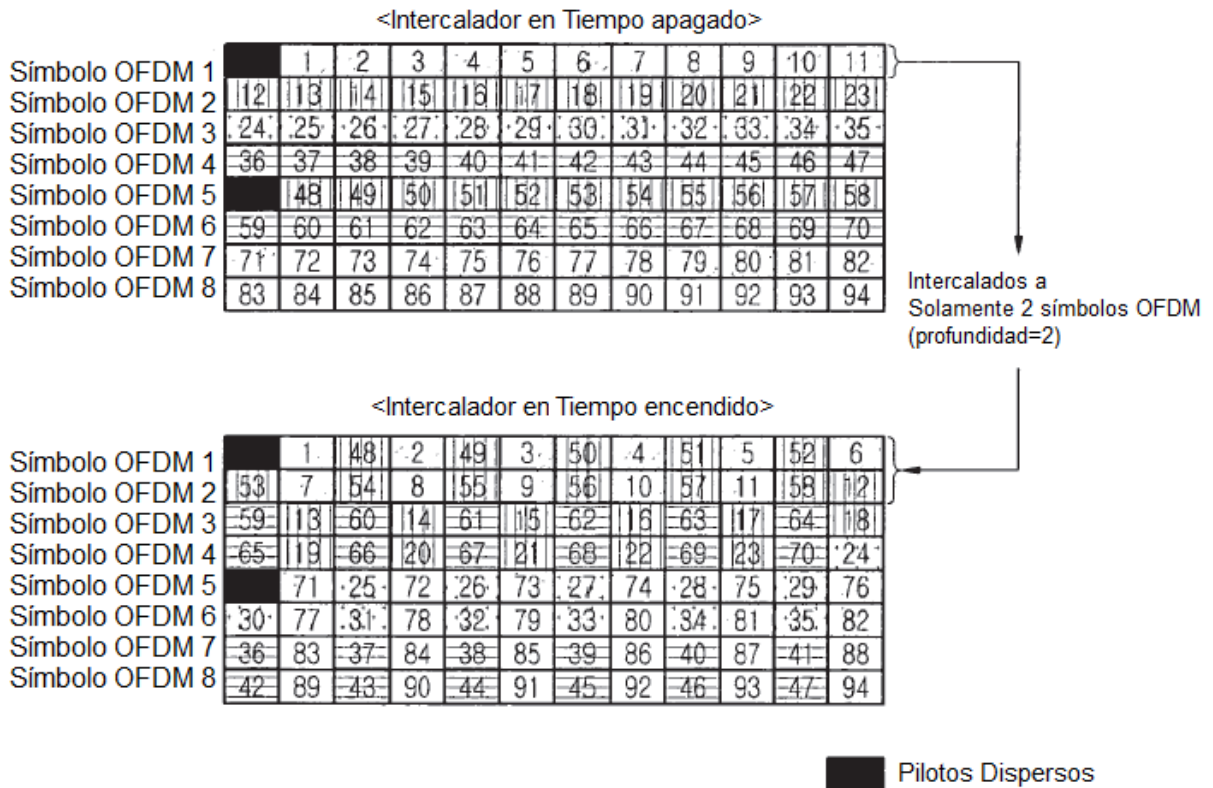 <Intercalador en Tiempo apagado>
Símbolo OFDM 1 1 2 3 4 5 6 7 8 9 10 11
Símbolo OFDM 2 12 13 14 15 16 17 18 19 20 21 22 23
Símbolo OFDM 3 24 25 26 27 28 29 30 31 32 33 34 35
Símbolo OFDM 4 36 37 38 39 40 41 42 43 44 45 46 47
Símbolo OFDM 5 48 49 50 51 52 53 54 55 56 57 58
Símbolo OFDM 6 59 60 61 62 63 64 65 66 67 68 69 70
Símbolo OFDM 7 71 72 73 74 75 76 77 78 79 80 81 82
Símbolo OFDM 8 83 84 85 86 87 88 89 90 91 92 93 94
Intercalados a
Solamente 2 símbolos OFDM
(profundidad=2)
<Intercalador en Tiempo encendido>
Símbolo OFDM 1 1 48 2 49 3 50 4 51 5 52 6
Símbolo OFDM 2 53 7 54 8 55 9 56 10 57 11 58 12
Símbolo OFDM 3 59 13 60 14 61 15 62 16 63 17 64 18
Símbolo OFDM 4 65 19 66 20 67 21 68 22 69 23 70 24
Símbolo OFDM 5 71 25 72 26 73 27 74 28 75 29 76
Símbolo OFDM 6 30 77 31 78 32 79 33 80 34 81 35 82
Símbolo OFDM 7 36 83 37 84 38 85 39 86 40 87 41 88
Símbolo OFDM 8 42 89 43 90 44 91 45 92 46 93 47 94
Pilotos Dispersos